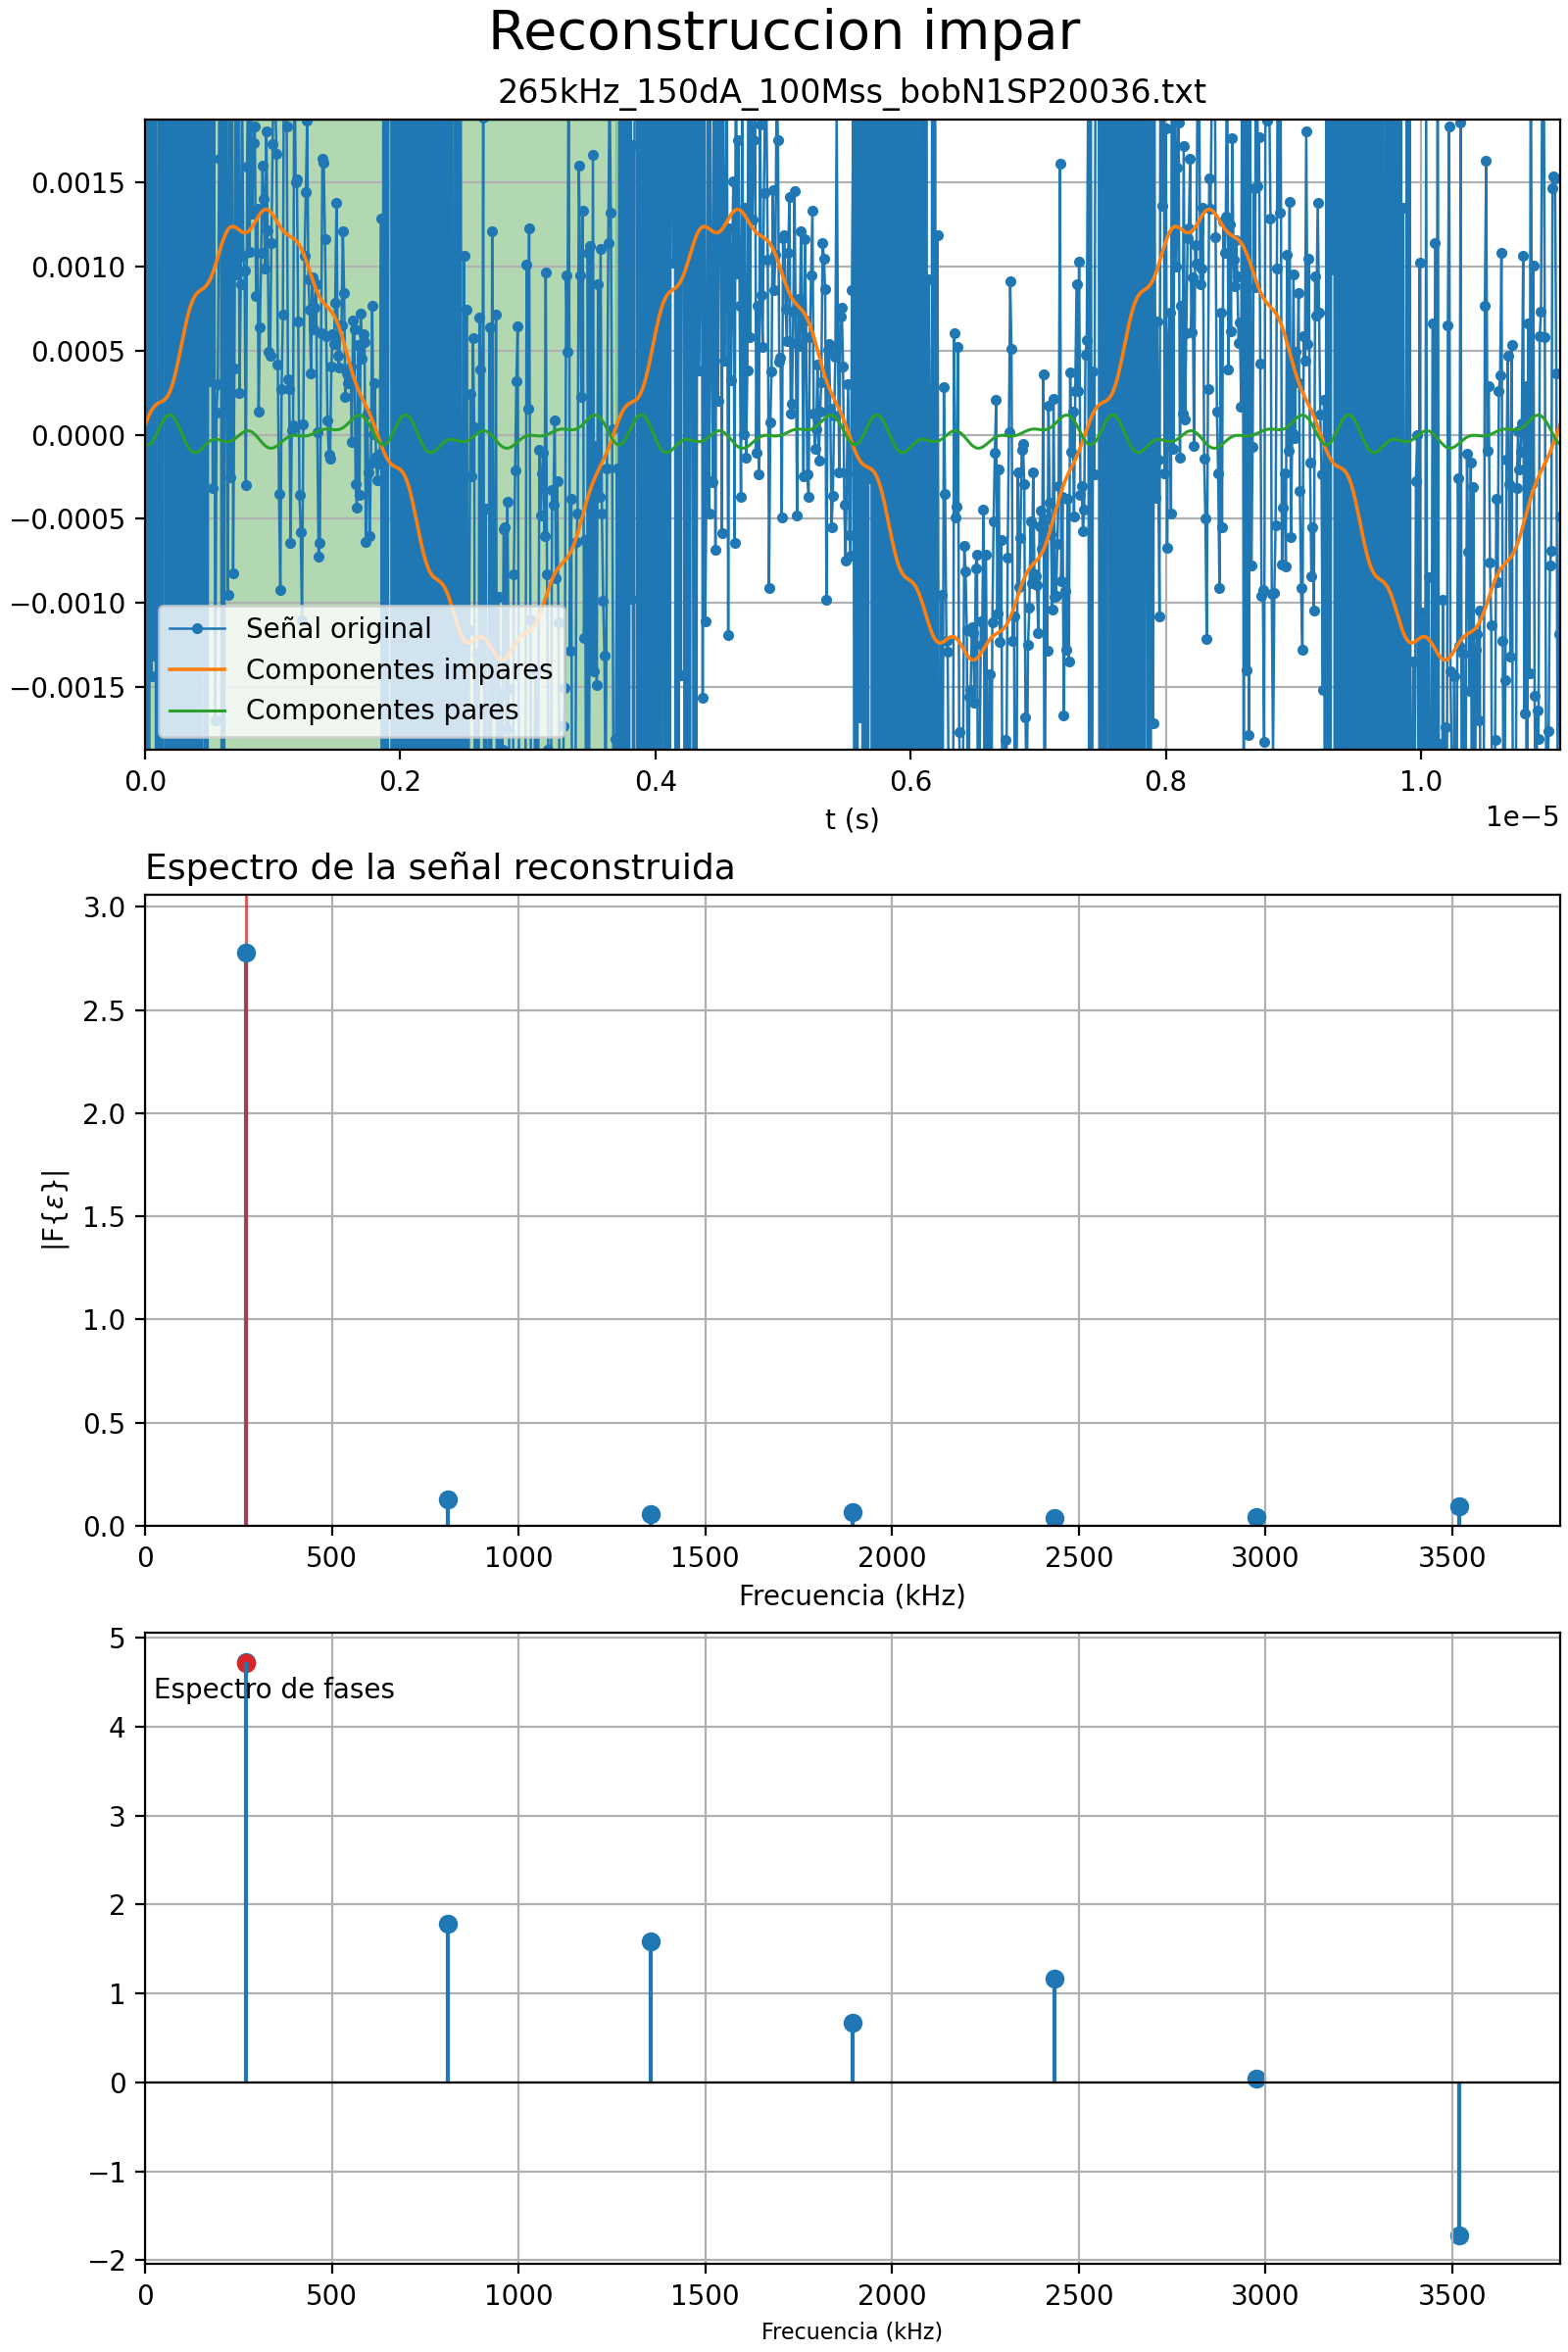 Reconstruccion impar
265kHz_150dA_100Mss_bobN1SP20036.txt
0.0015
0.0010
0.0005
0.0000
−0.0005
−0.0010
−0.0015
Señal original
Componentes impares
Componentes pares
0.0 0.2 0.4 0.6 0.8 1.0
t (s)
1e−5
Espectro de la señal reconstruida
3.0
2.5
2.0
1.5
1.0
0.5
0.0
|F{ε}|
0 500 1000 1500 2000 2500 3000 3500
Frecuencia (kHz)
5
4
3
2
1
0
−1
−2
Espectro de fases
0 500 1000 1500 2000 2500 3000 3500
Frecuencia (kHz)